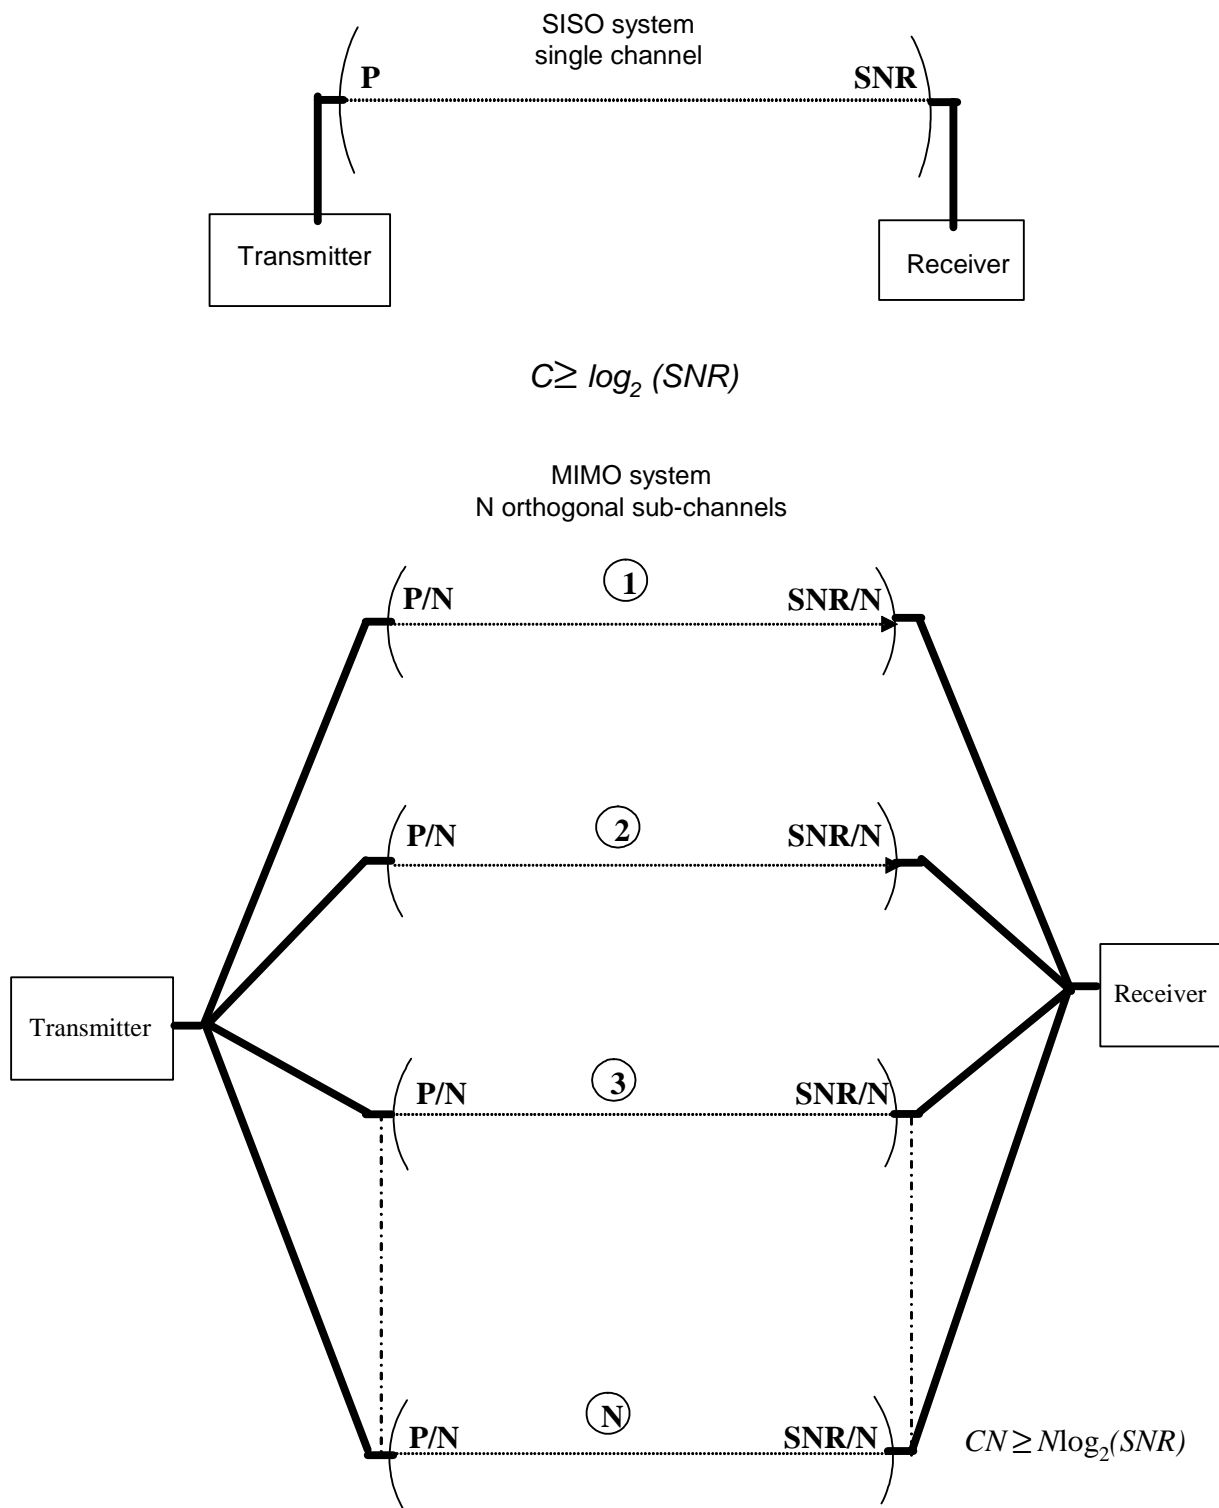 SISO system
single channel
P
SNR
Transmitter
Receiver
C≥ log₂ (SNR)
MIMO system
N orthogonal sub-channels
1
P/N
SNR/N
2
P/N
SNR/N
Transmitter
Receiver
3
P/N
SNR/N
N
P/N
SNR/N
CN ≥ Nlog₂(SNR)